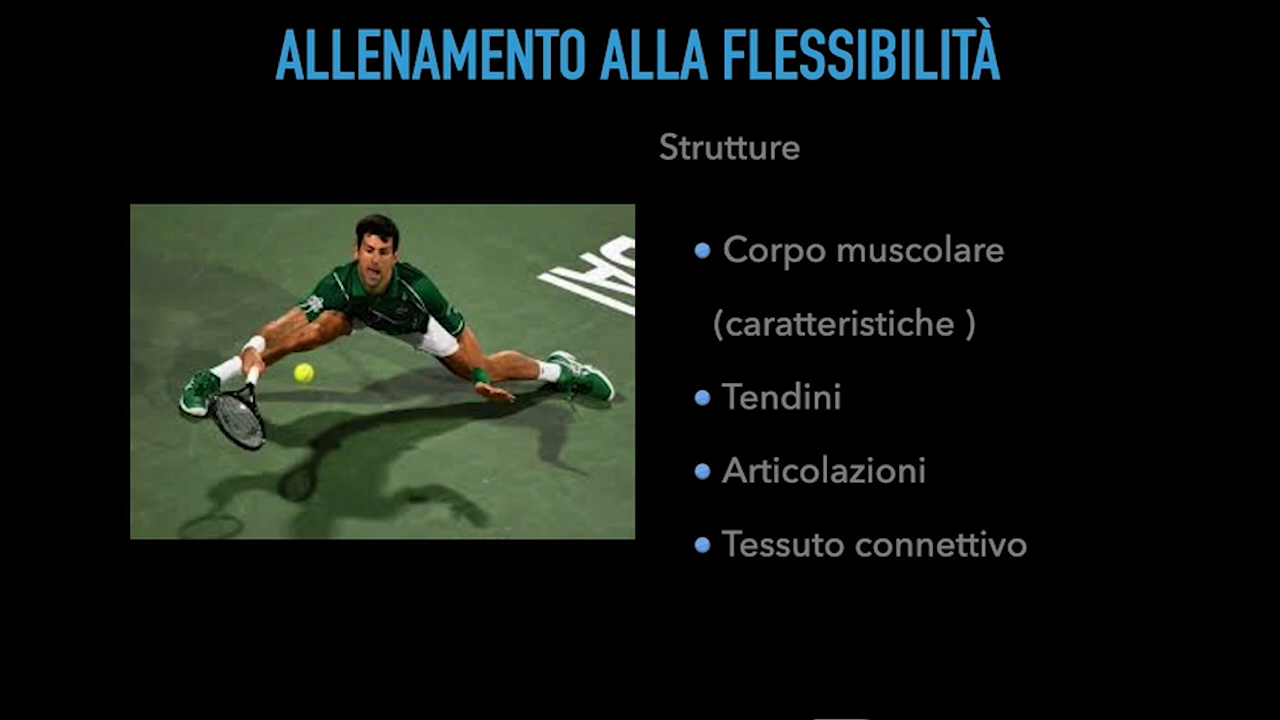 ALLENAMENTO ALLA FLESSIBILITÀ
Strutture
Corpo muscolare
(caratteristiche )
Tendini
Articolazioni
Tessuto connettivo